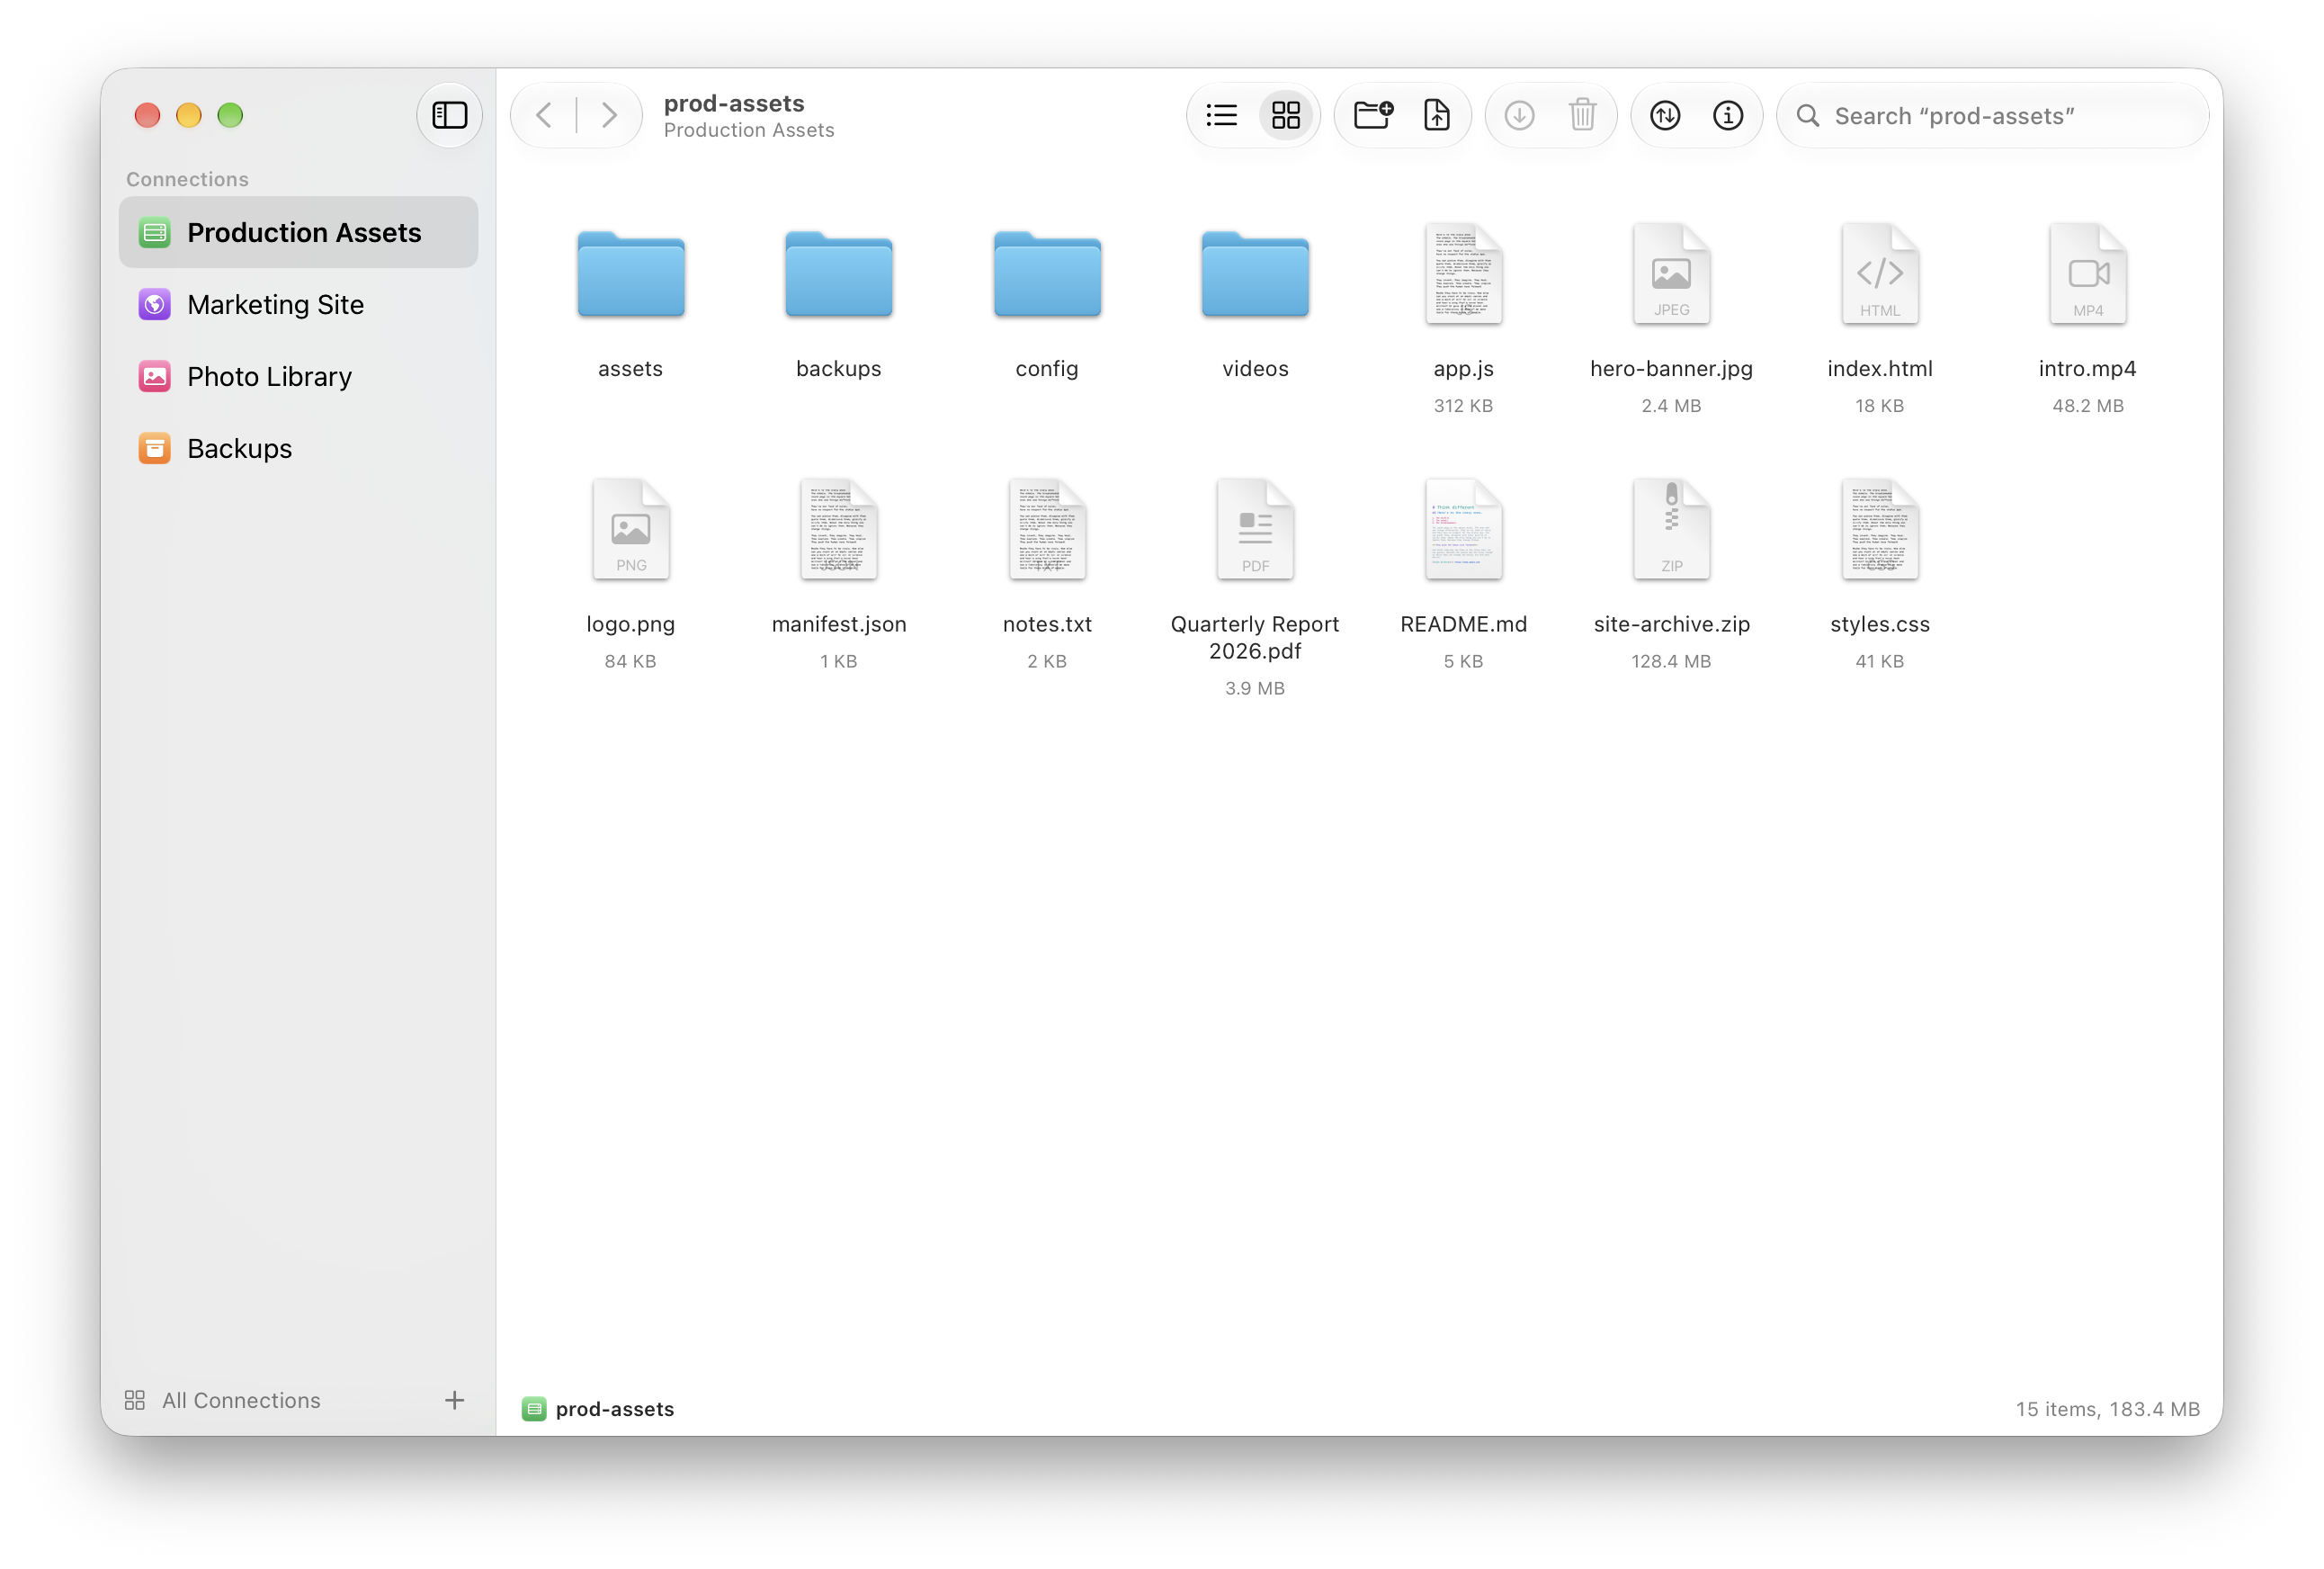 prod-assets
Production Assets
Search “prod-assets”
Connections
Production Assets
Marketing Site
Photo Library
Backups
All Connections
assets
backups
config
videos
app.js
312 KB
JPEG
hero-banner.jpg
2.4 MB
HTML
index.html
18 KB
MP4
intro.mp4
48.2 MB
PNG
logo.png
84 KB
manifest.json
1 KB
notes.txt
2 KB
PDF
Quarterly Report
2026.pdf
3.9 MB
README.md
5 KB
ZIP
site-archive.zip
128.4 MB
styles.css
41 KB
prod-assets
15 items, 183.4 MB